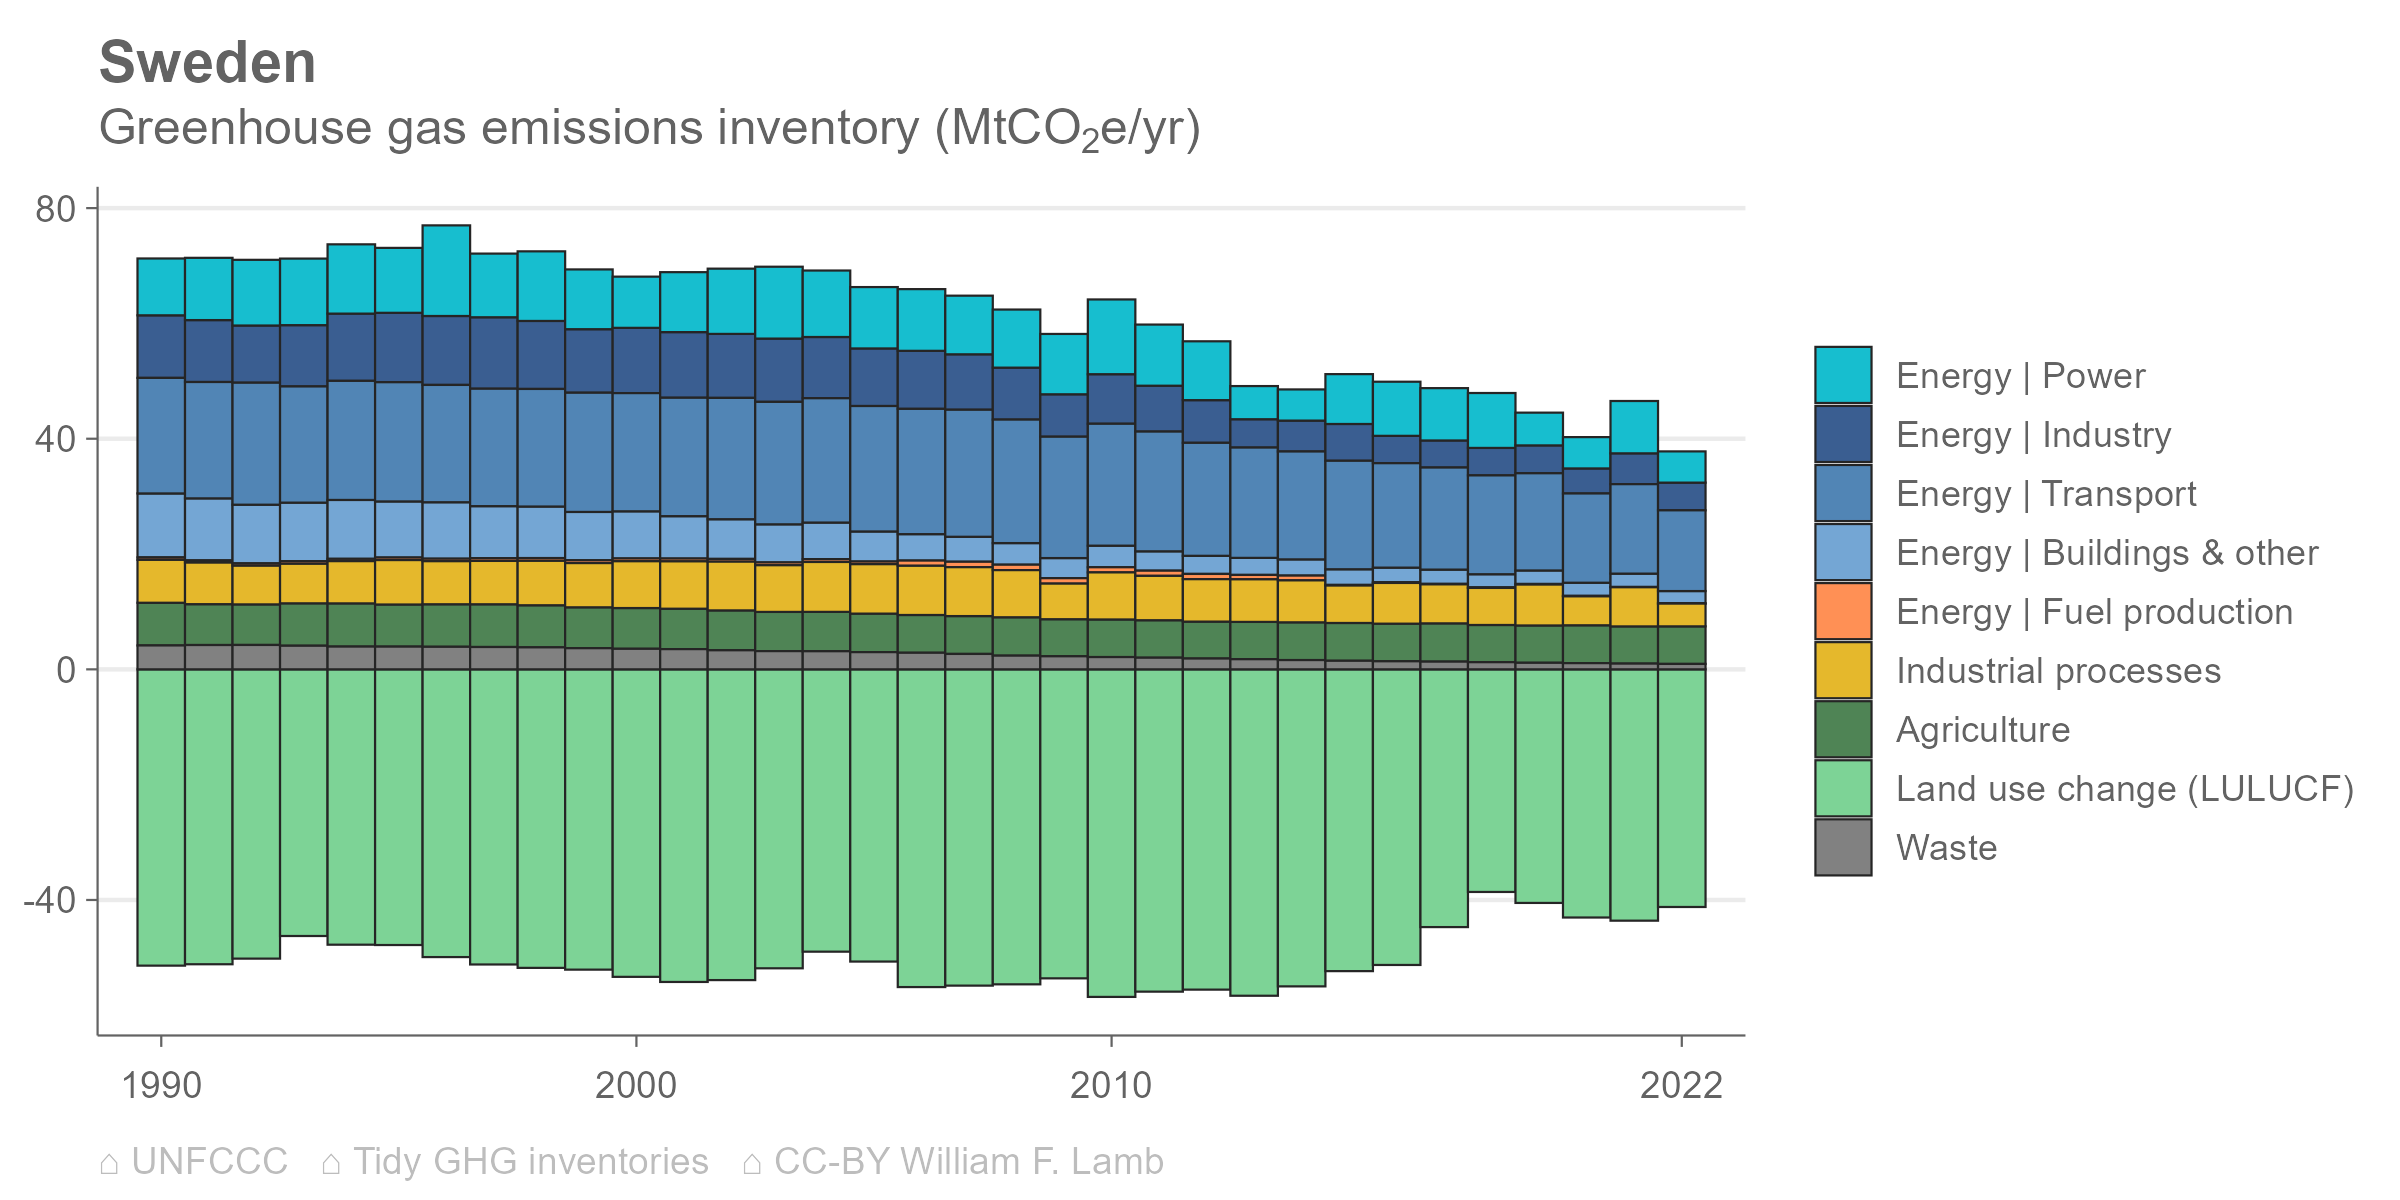 Sweden
Greenhouse gas emissions inventory (MtCO₂e/yr)
80
40
0
-40
1990 2000 2010 2022
Energy | Power
Energy | Industry
Energy | Transport
Energy | Buildings & other
Energy | Fuel production
Industrial processes
Agriculture
Land use change (LULUCF)
Waste
⌂ UNFCCC ⌂ Tidy GHG inventories ⌂ CC-BY William F. Lamb